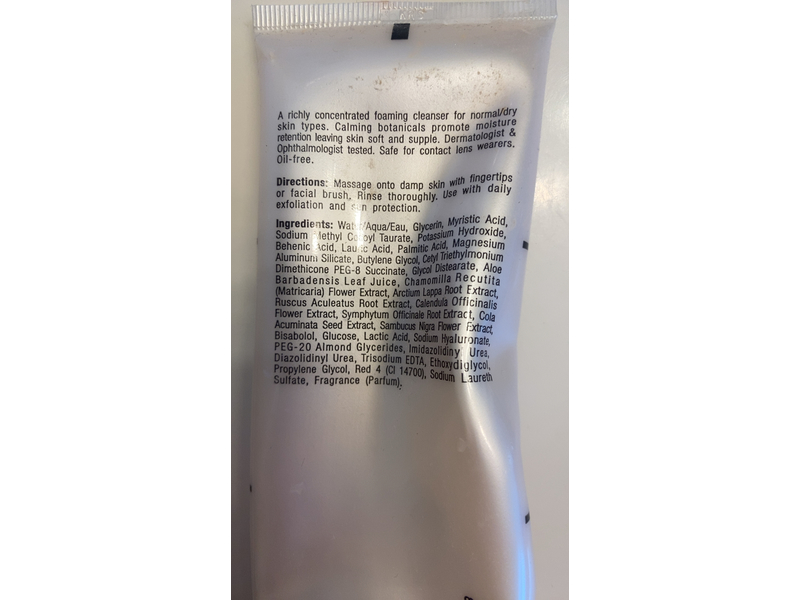 A richly concentrated foaming cleanser for normal/dry
skin types. Calming botanicals promote moisture
retention leaving skin soft and supple. Dermatologist &
Ophthalmologist tested. Safe for contact lens wearers.
Oil-free.
Directions: Massage onto damp skin with fingertips
or facial brush. Rinse thoroughly. Use with daily
exfoliation and sun protection.
Ingredients: Water/Aqua/Eau, Glycerin, Myristic Acid,
Sodium Methyl Cocoyl Taurate, Potassium Hydroxide,
Behenic Acid, Lauric Acid, Palmitic Acid, Magnesium
Aluminum Silicate, Butylene Glycol, Cetyl Triethylmonium
Dimethicone PEG-8 Succinate, Glycol Distearate, Aloe
Barbadensis Leaf Juice, Chamomilla Recutita
(Matricaria) Flower Extract, Arctium Lappa Root Extract,
Ruscus Aculeatus Root Extract, Calendula Officinalis
Flower Extract, Symphytum Officinale Root Extract, Cola
Acuminata Seed Extract, Sambucus Nigra Flower Extract,
Bisabolol, Glucose, Lactic Acid, Sodium Hyaluronate,
PEG-20 Almond Glycerides, Imidazolidinyl Urea,
Diazolidinyl Urea, Trisodium EDTA, Ethoxydiglycol,
Propylene Glycol, Red 4 (CI 14700), Sodium Laureth
Sulfate, Fragrance (Parfum).